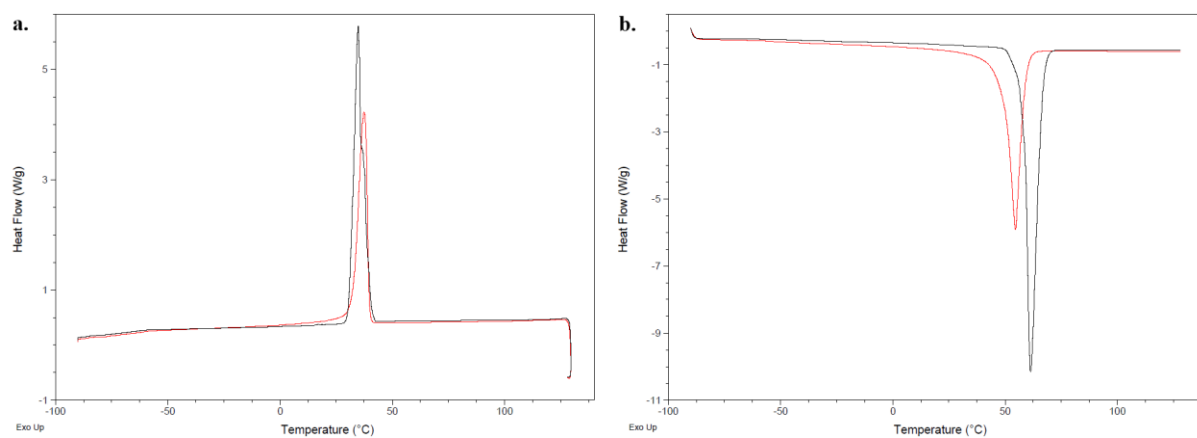 a.
Heat Flow (W/g)
5
3
1
-1
-100
-50
0
50
100
Exo Up
Temperature (°C)
b.
Heat Flow (W/g)
-1
-3
-5
-7
-9
-11
-100
-50
0
50
100
Exo Up
Temperature (°C)